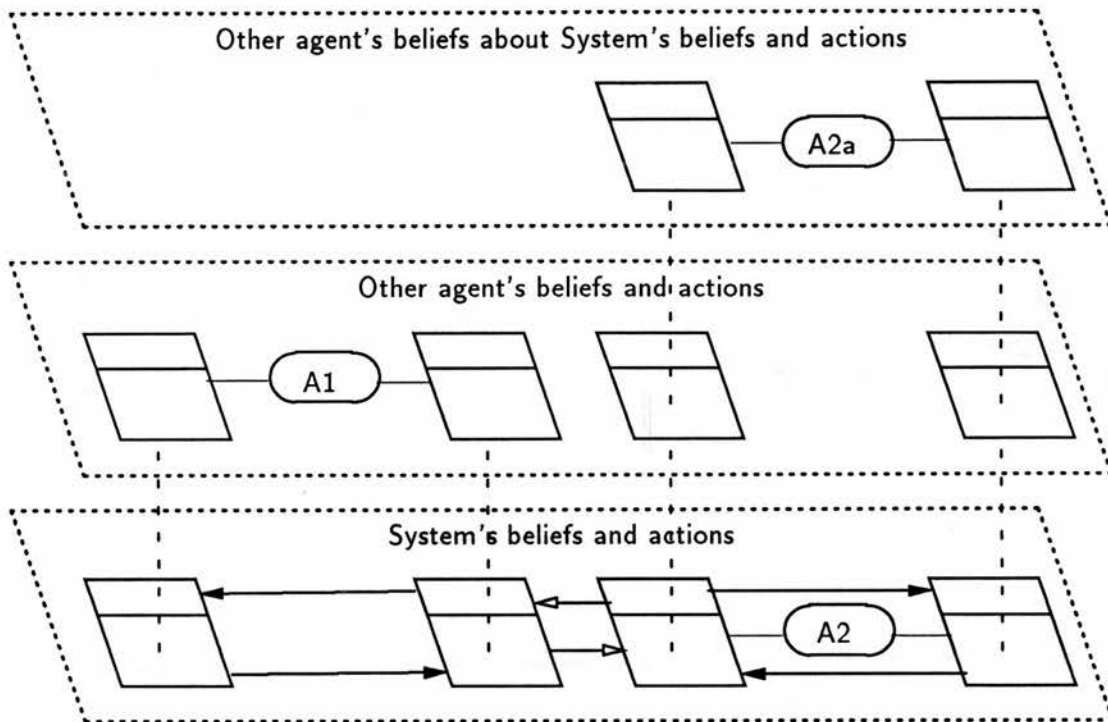 Other agent's beliefs about System's beliefs and actions
A2a
Other agent's beliefs and actions
A1
System's beliefs and actions
A2